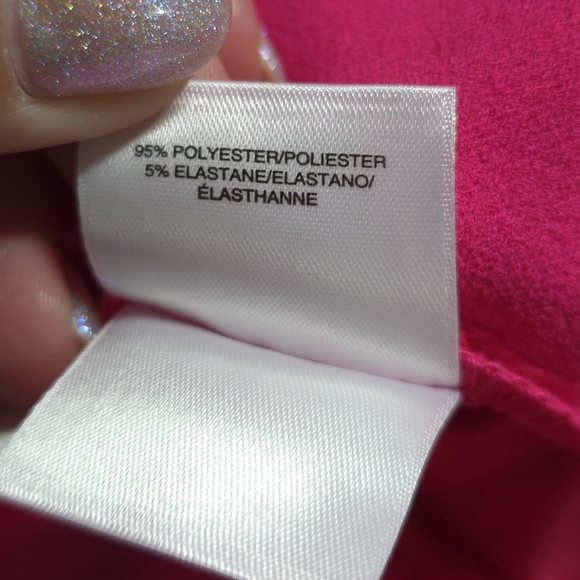 95% POLYESTER/POLIESTER
5% ELASTANE/ELASTANO/
ÉLASTHANNE